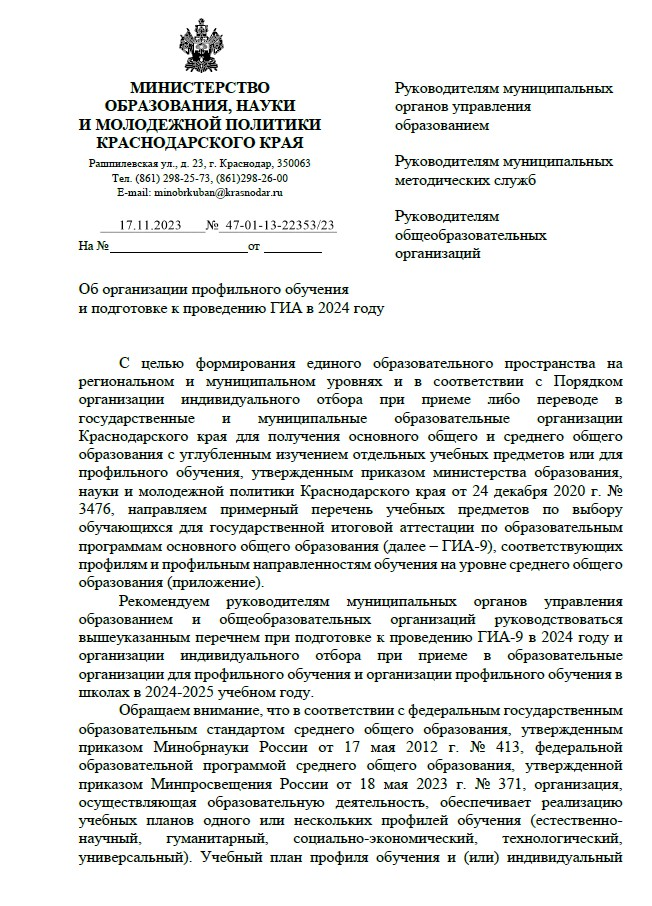 МИНИСТЕРСТВО
ОБРАЗОВАНИЯ, НАУКИ
И МОЛОДЕЖНОЙ ПОЛИТИКИ
КРАСНОДАРСКОГО КРАЯ
Рашпилевская ул., д. 23, г. Краснодар, 350063
Тел. (861) 298-25-73, (861)298-26-00
E-mail: minobrkuban@krasnodar.ru
17.11.2023 № 47-01-13-22353/23
На № от
Руководителям муниципальных
органов управления
образованием
Руководителям муниципальных
методических служб
Руководителям
общеобразовательных
организаций
Об организации профильного обучения
и подготовке к проведению ГИА в 2024 году
С целью формирования единого образовательного пространства на
региональном и муниципальном уровнях и в соответствии с Порядком
организации индивидуального отбора при приеме либо переводе в
государственные и муниципальные образовательные организации
Краснодарского края для получения основного общего и среднего общего
образования с углубленным изучением отдельных учебных предметов или для
профильного обучения, утвержденным приказом министерства образования,
науки и молодежной политики Краснодарского края от 24 декабря 2020 г. №
3476, направляем примерный перечень учебных предметов по выбору
обучающихся для государственной итоговой аттестации по образовательным
программам основного общего образования (далее – ГИА-9), соответствующих
профилям и профильным направленностям обучения на уровне среднего общего
образования (приложение).
Рекомендуем руководителям муниципальных органов управления
образованием и общеобразовательных организаций руководствоваться
вышеуказанным перечнем при подготовке к проведению ГИА-9 в 2024 году и
организации индивидуального отбора при приеме в образовательные
организации для профильного обучения и организации профильного обучения в
школах в 2024-2025 учебном году.
Обращаем внимание, что в соответствии с федеральным государственным
образовательным стандартом среднего общего образования, утвержденным
приказом Минобрнауки России от 17 мая 2012 г. № 413, федеральной
образовательной программой среднего общего образования, утвержденной
приказом Минпросвещения России от 18 мая 2023 г. № 371, организация,
осуществляющая образовательную деятельность, обеспечивает реализацию
учебных планов одного или нескольких профилей обучения (естественно-
научный, гуманитарный, социально-экономический, технологический,
универсальный). Учебный план профиля обучения и (или) индивидуальный